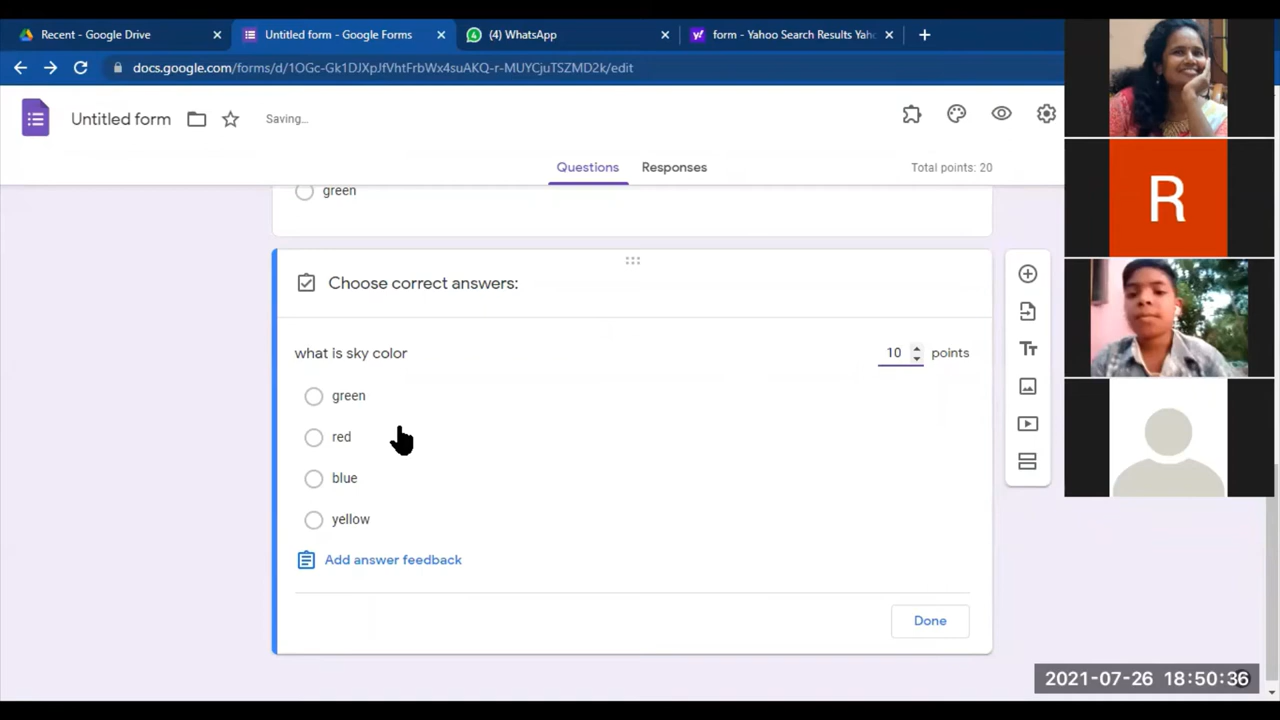 Recent - Google Drive
Untitled form - Google Forms
(4) WhatsApp
form - Yahoo Search Results Yah
docs.google.com/forms/d/1OGc-Gk1DJXpJfVhtFrbWx4suAKQ-r-MUYCjuTSZMD2k/edit
Untitled form
Saving...
Questions
Responses
Total points: 20
green
Choose correct answers:
what is sky color
10 points
green
red
blue
yellow
Add answer feedback
Done
R
2021-07-26 18:50:36